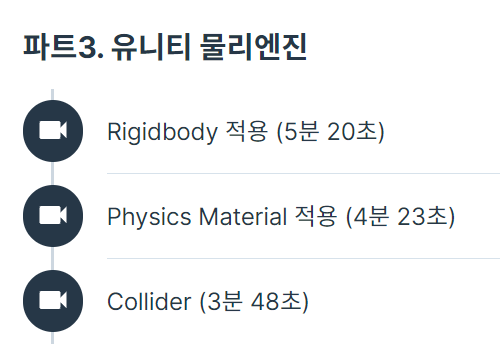 파트3. 유니티 물리엔진
Rigidbody 적용 (5분 20초)
Physics Material 적용 (4분 23초)
Collider (3분 48초)